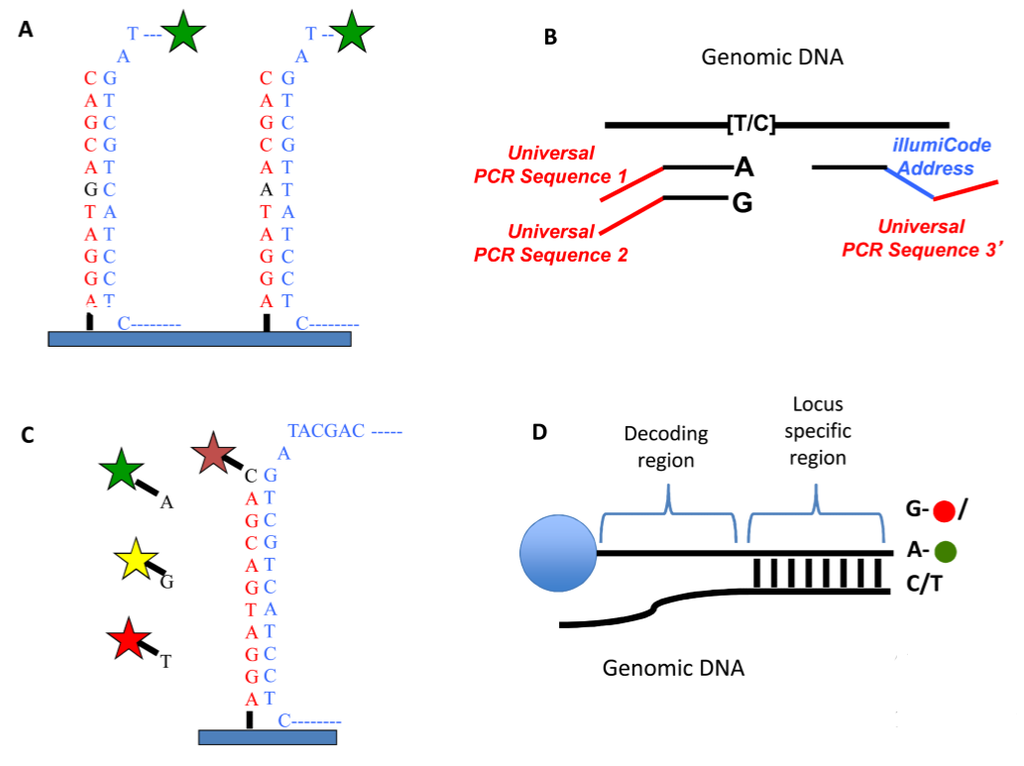 A
T --- T --
A A
C G C G
A T A T
G C G C
C G C G
A T A T
G C A T
T A T A
A T A T
G C G C
G C G C
A T A T
C-------- C--------
B
Genomic DNA
[T/C]
Universal
PCR Sequence 1
A
G
Universal
PCR Sequence 2
illumiCode
Address
Universal
PCR Sequence 3’
C
TACGAC -----
A
C G
A T
G C
C G
A T
G C
T A
A T
G C
G C
A T
C--------
A
G
T
D
Decoding
region
Locus
specific
region
G- /
A-
C/T
Genomic DNA